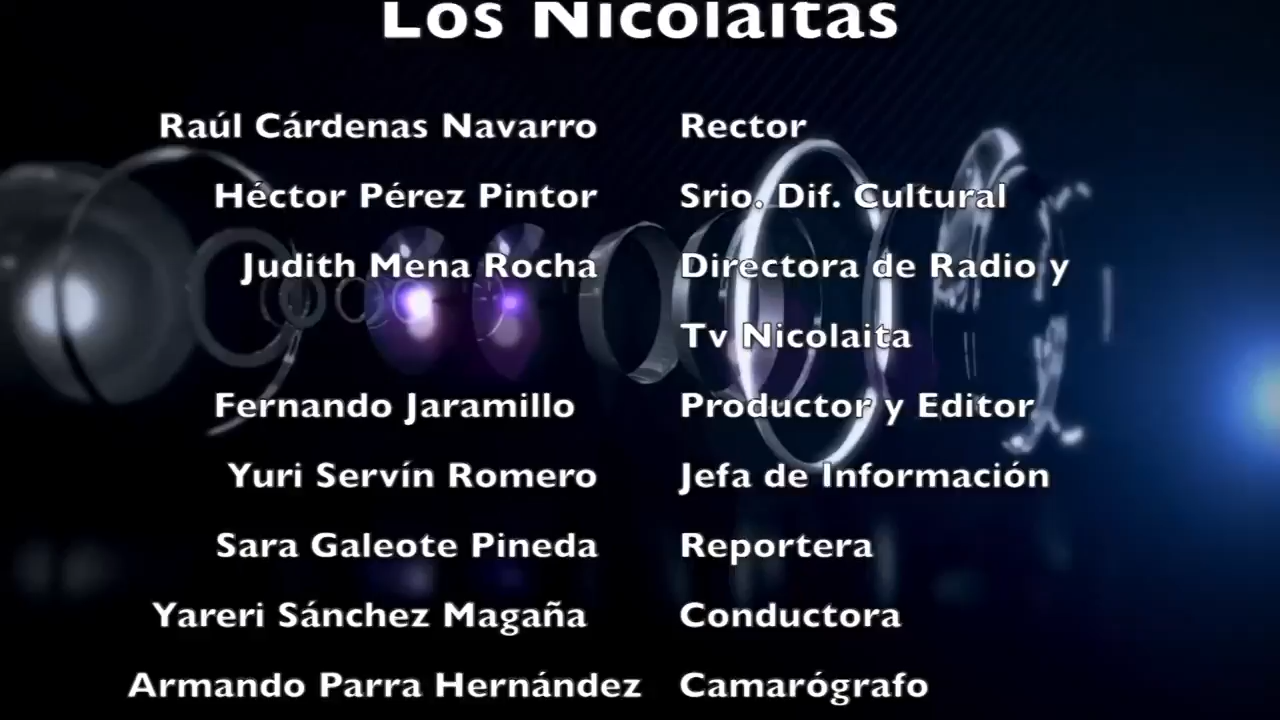 Los Nicolaitas
Raúl Cárdenas Navarro Rector
Héctor Pérez Pintor Srio. Dif. Cultural
Judith Mena Rocha Directora de Radio y
Tv Nicolaita
Fernando Jaramillo Productor y Editor
Yuri Servín Romero Jefa de Información
Sara Galeote Pineda Reportera
Yareri Sánchez Magaña Conductora
Armando Parra Hernández Camarógrafo